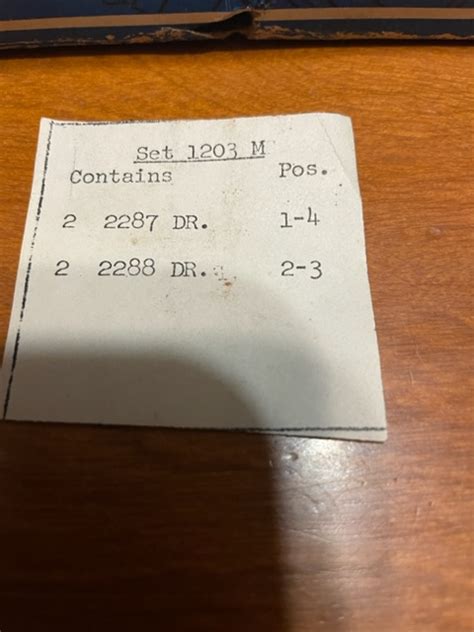 Set 1203 M
Contains Pos.
2 2287 DR. 1-4
2 2288 DR. 2-3